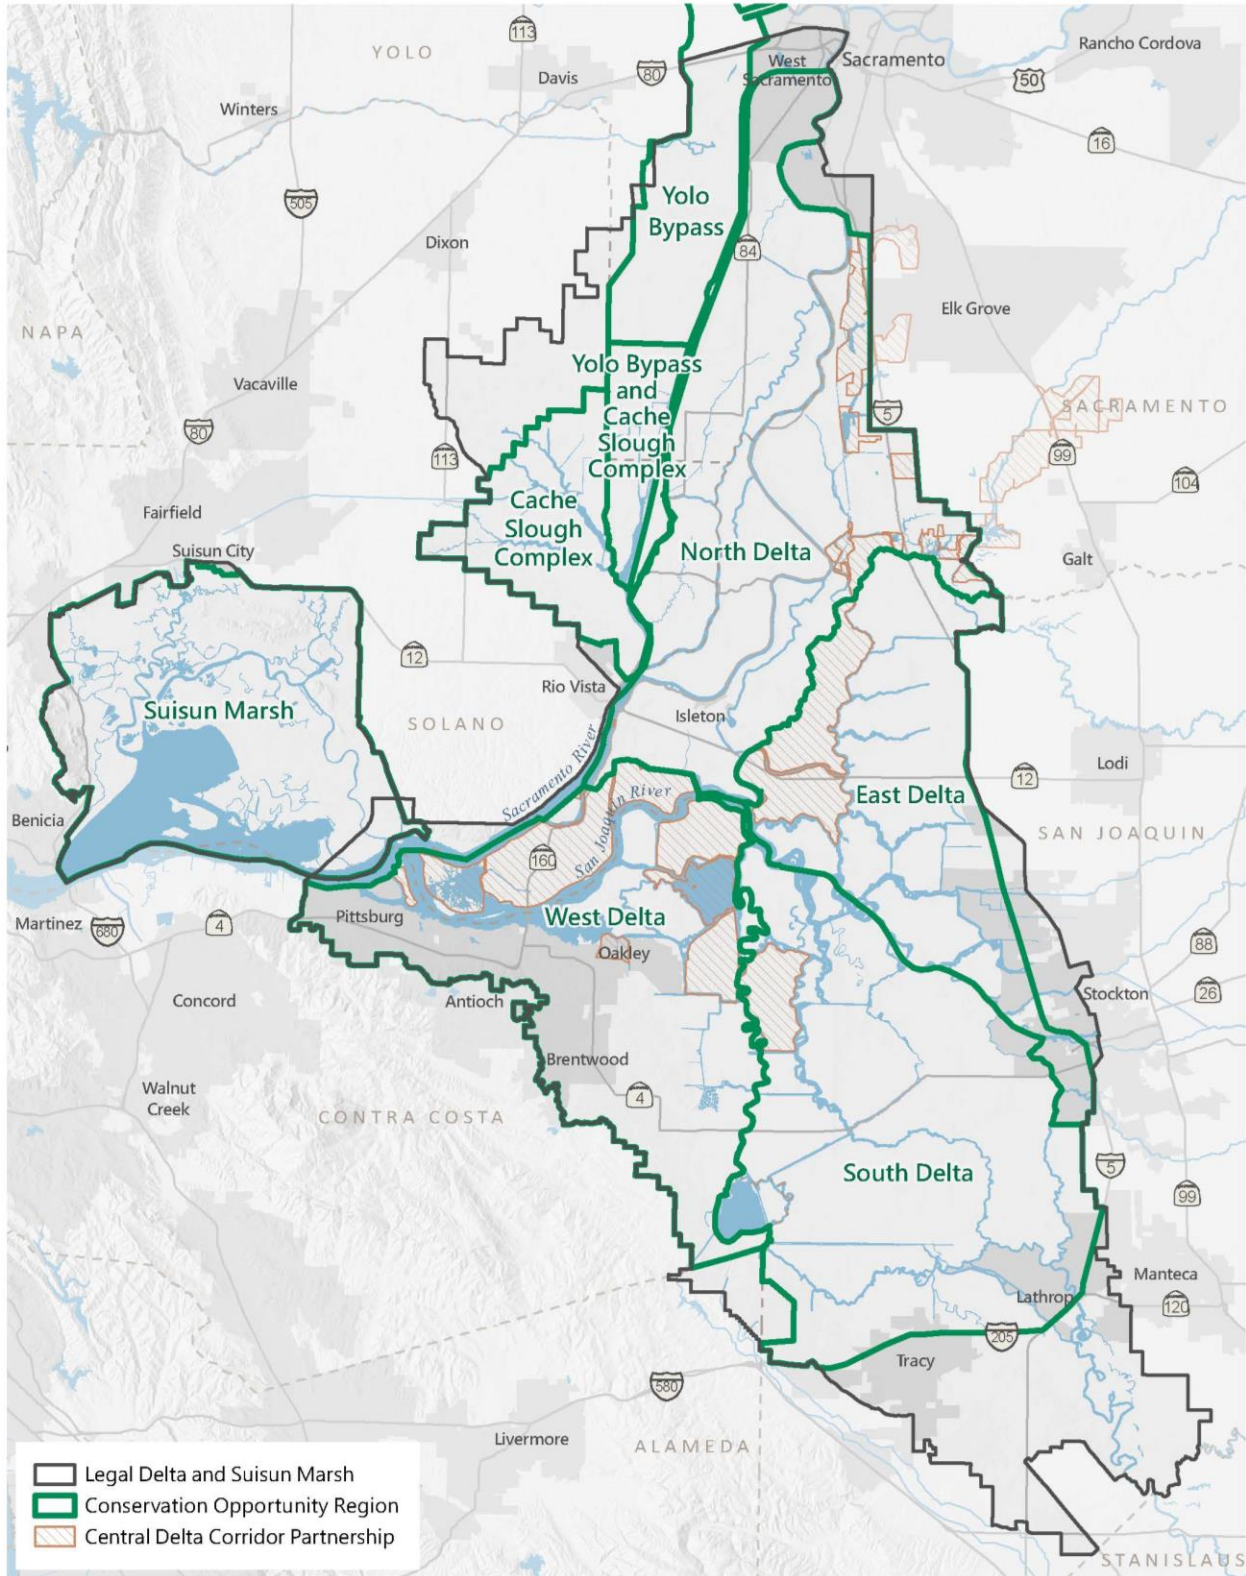 113
YOLO
Rancho Cordova
West
Sacramento
Sacramento
80
Davis
50
Winters
16
505
Yolo
Bypass
Dixon
84
Elk Grove
NAPA
Yolo Bypass
and
Cache
Slough
Complex
Vacaville
5
SACRAMENTO
80
113
99
104
Cache
Slough
Complex
Fairfield
Suisun City
North Delta
Galt
12
Rio Vista
Suisun Marsh
Isleton
SOLANO
Sacramento River
Lodi
12
San Joaquin River
East Delta
Benicia
SAN JOAQUIN
160
Martinez
680
4
Pittsburg
West Delta
88
Oakley
Concord
Antioch
Stockton
26
Brentwood
Walnut
Creek
4
CONTRA COSTA
5
South Delta
99
Manteca
Lathrop
120
205
Tracy
580
Livermore
ALAMEDA
Legal Delta and Suisun Marsh
Conservation Opportunity Region
Central Delta Corridor Partnership
STANISLAUS